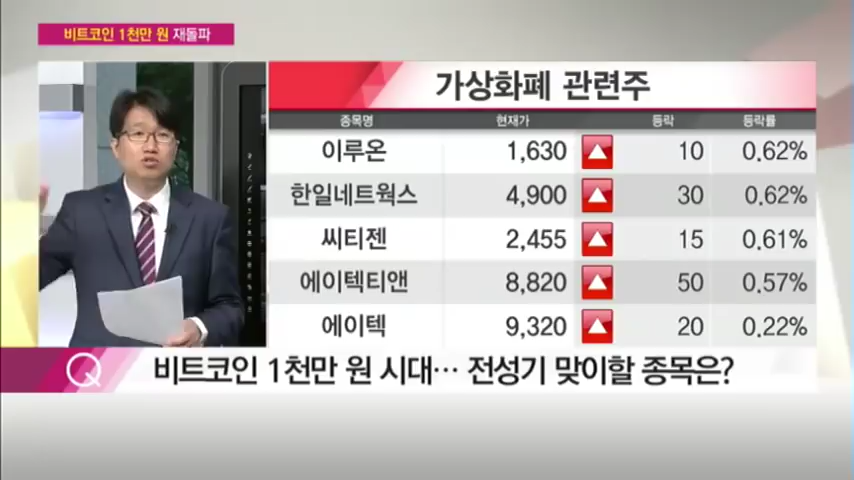 비트코인 1천만 원 재돌파
가상화폐 관련주
종목명 현재가 등락 등락률
이루온 1,630 10 0.62%
한일네트웍스 4,900 30 0.62%
씨티젠 2,455 15 0.61%
에이텍티앤 8,820 50 0.57%
에이텍 9,320 20 0.22%
Q 비트코인 1천만 원 시대… 전성기 맞이할 종목은?